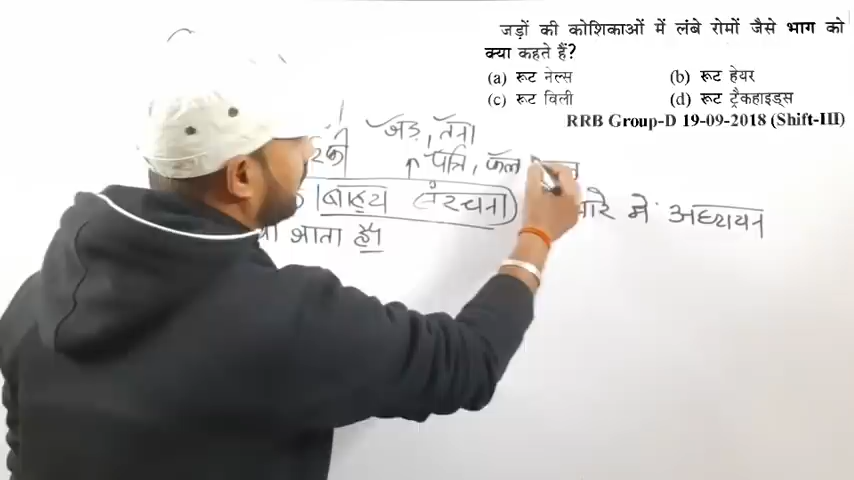 जड़ों की कोशिकाओं में लंबे रोमों जैसे भाग को
क्या कहते हैं?
(a) रूट नेल्स (b) रूट हेयर
(c) रूट विली (d) रूट ट्रैकहाइड्स
RRB Group-D 19-09-2018 (Shift-III)
जड़, तना
पत्ति, फल
बाह्य संरचना) बारे में अध्ययन
जाता है।